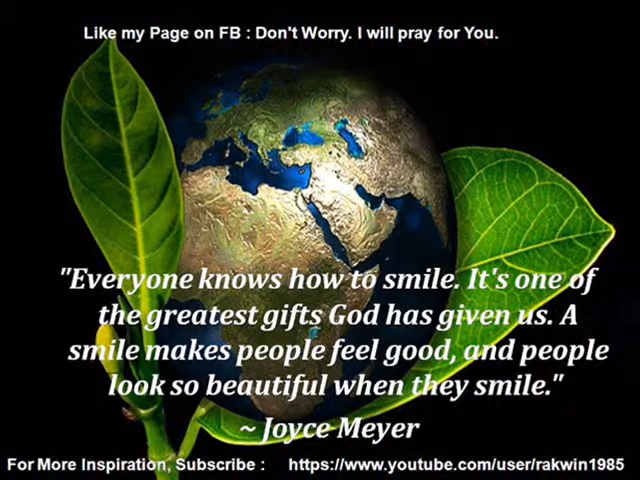 Like my Page on FB : Don't Worry. I will pray for You.
"Everyone knows how to smile. It's one of
the greatest gifts God has given us. A
smile makes people feel good, and people
look so beautiful when they smile."
~ Joyce Meyer
For More Inspiration, Subscribe : https://www.youtube.com/user/rakwin1985